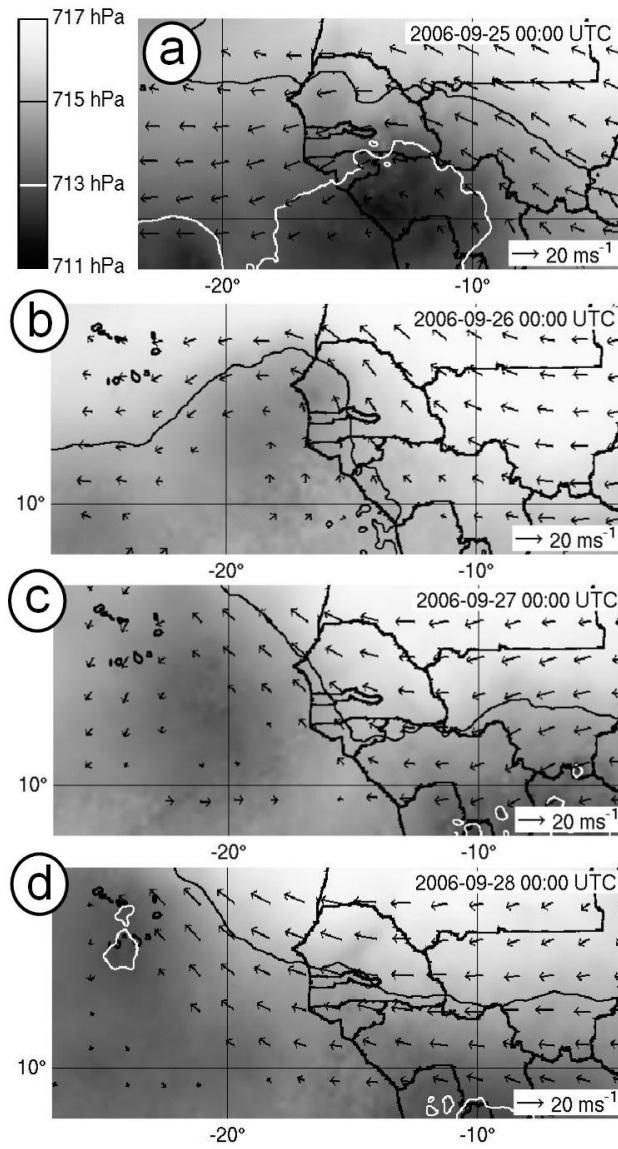 717 hPa
715 hPa
713 hPa
711 hPa
a
2006-09-25 00:00 UTC
20 ms-1
-20°
-10°
b
2006-09-26 00:00 UTC
10°
20 ms-1
-20°
-10°
c
2006-09-27 00:00 UTC
10°
20 ms-1
-20°
-10°
d
2006-09-28 00:00 UTC
10°
20 ms-1
-20°
-10°